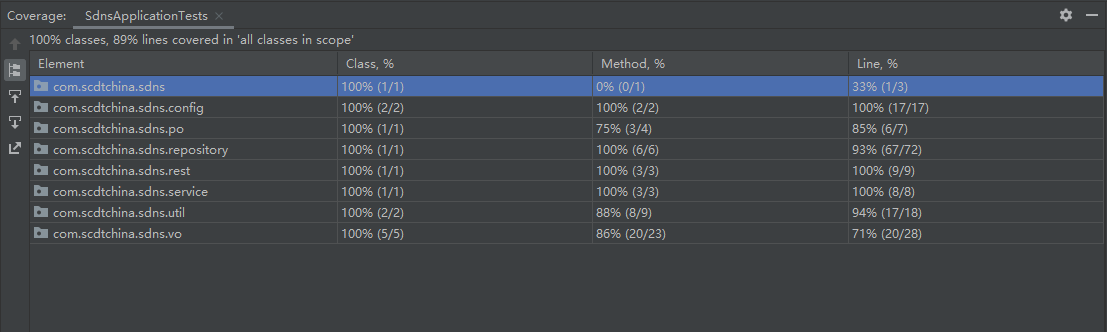 Coverage: SdnsApplicationTests
100% classes, 89% lines covered in 'all classes in scope'
Element Class, % Method, % Line, %
com.scdtchina.sdns 100% (1/1) 0% (0/1) 33% (1/3)
com.scdtchina.sdns.config 100% (2/2) 100% (2/2) 100% (17/17)
com.scdtchina.sdns.po 100% (1/1) 75% (3/4) 85% (6/7)
com.scdtchina.sdns.repository 100% (1/1) 100% (6/6) 93% (67/72)
com.scdtchina.sdns.rest 100% (1/1) 100% (3/3) 100% (9/9)
com.scdtchina.sdns.service 100% (1/1) 100% (3/3) 100% (8/8)
com.scdtchina.sdns.util 100% (2/2) 88% (8/9) 94% (17/18)
com.scdtchina.sdns.vo 100% (5/5) 86% (20/23) 71% (20/28)